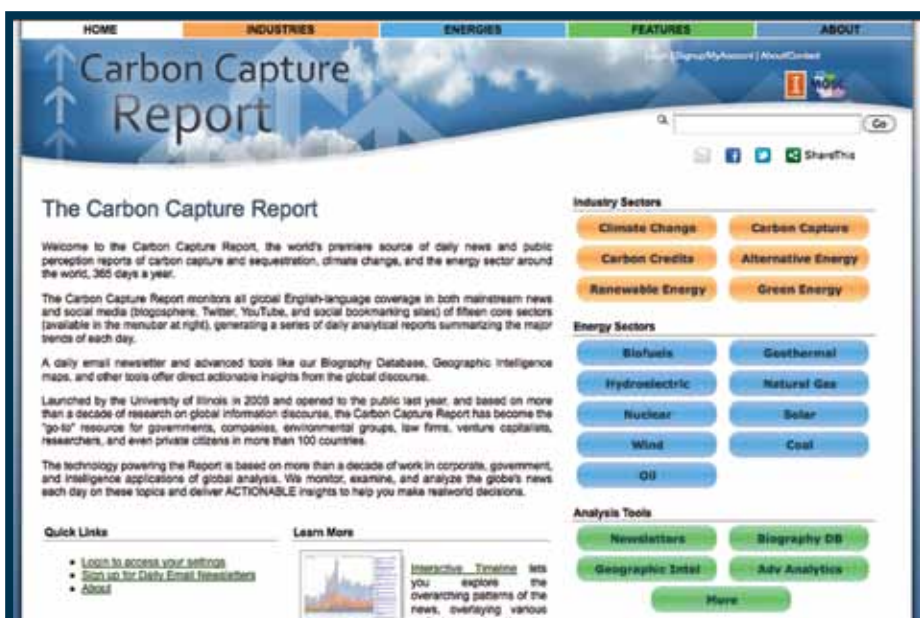 HOME INDUSTRIES ENERGIES FEATURES ABOUT
Carbon Capture
Report
Go
ShareThis
The Carbon Capture Report
Welcome to the Carbon Capture Report, the world's premiere source of daily news and public
perception reports of carbon capture and sequestration, climate change, and the energy sector around
the world, 365 days a year.
The Carbon Capture Report monitors all global English-language coverage in both mainstream news
and social media (blogosphere, Twitter, YouTube, and social bookmarking sites) of fifteen core sectors
(available in the menubar at right), generating a series of daily analytical reports summarizing the major
trends of each day.
A daily email newsletter and advanced tools like our Biography Database, Geographic Intelligence
maps, and other tools offer direct actionable insights from the global discourse.
Launched by the University of Illinois in 2009 and opened to the public last year, and based on more
than a decade of research on global information discourse, the Carbon Capture Report has become the
"go-to" resource for governments, companies, environmental groups, law firms, venture capitalists,
researchers, and even private citizens in more than 100 countries.
The technology powering the Report is based on more than a decade of work in corporate, government,
and intelligence applications of global analysis. We monitor, examine, and analyze the globe's news
each day on these topics and deliver ACTIONABLE insights to help you make realworld decisions.
Quick Links
Login to access your settings
Sign up for Daily Email Newsletters
About
Learn More
Interactive Timeline lets
you explore the
overarching patterns of the
news, overlaying various
Industry Sectors
Climate Change Carbon Capture
Carbon Credits Alternative Energy
Renewable Energy Green Energy
Energy Sectors
Biofuels Geothermal
Hydroelectric Natural Gas
Nuclear Solar
Wind Coal
Oil
Analysis Tools
Newsletters Biography DB
Geographic Intel Adv Analytics
More